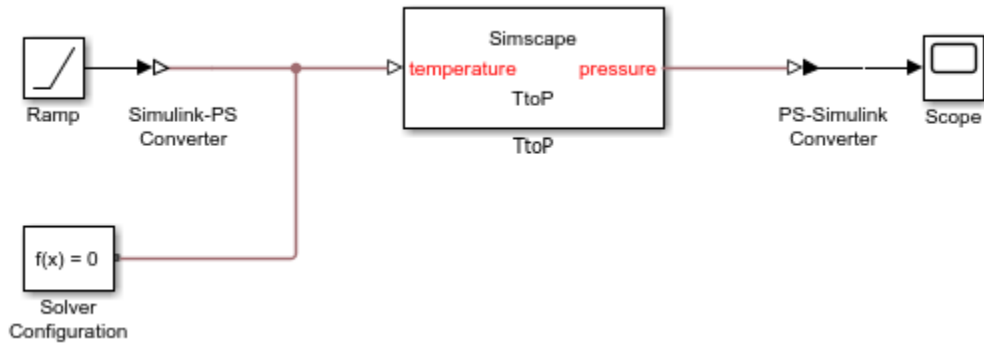 Simscape
temperature
pressure
TtoP
Ramp
Simulink-PS
Converter
TtoP
PS-Simulink
Converter
Scope
f(x) = 0
Solver
Configuration